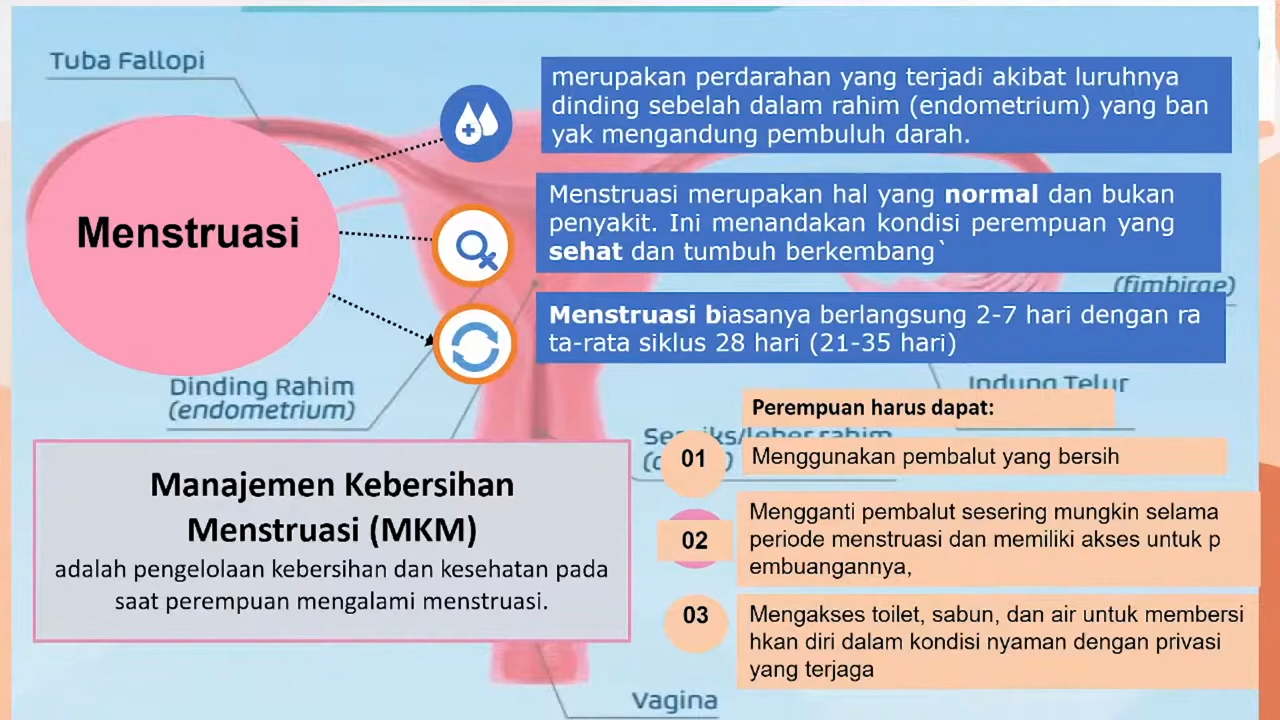 Tuba Fallopi
merupakan perdarahan yang terjadi akibat luruhnya
dinding sebelah dalam rahim (endometrium) yang ban
yak mengandung pembuluh darah.
Menstruasi
Menstruasi merupakan hal yang normal dan bukan
penyakit. Ini menandakan kondisi perempuan yang
sehat dan tumbuh berkembang`
(fimbirae)
Menstruasi biasanya berlangsung 2-7 hari dengan ra
ta-rata siklus 28 hari (21-35 hari)
Dinding Rahim
(endometrium)
Indung Telur
Perempuan harus dapat:
Manajemen Kebersihan
Menstruasi (MKM)
adalah pengelolaan kebersihan dan kesehatan pada
saat perempuan mengalami menstruasi.
01
Menggunakan pembalut yang bersih
02
Mengganti pembalut sesering mungkin selama
periode menstruasi dan memiliki akses untuk p
embuangannya,
03
Mengakses toilet, sabun, dan air untuk membersi
hkan diri dalam kondisi nyaman dengan privasi
yang terjaga
Vagina